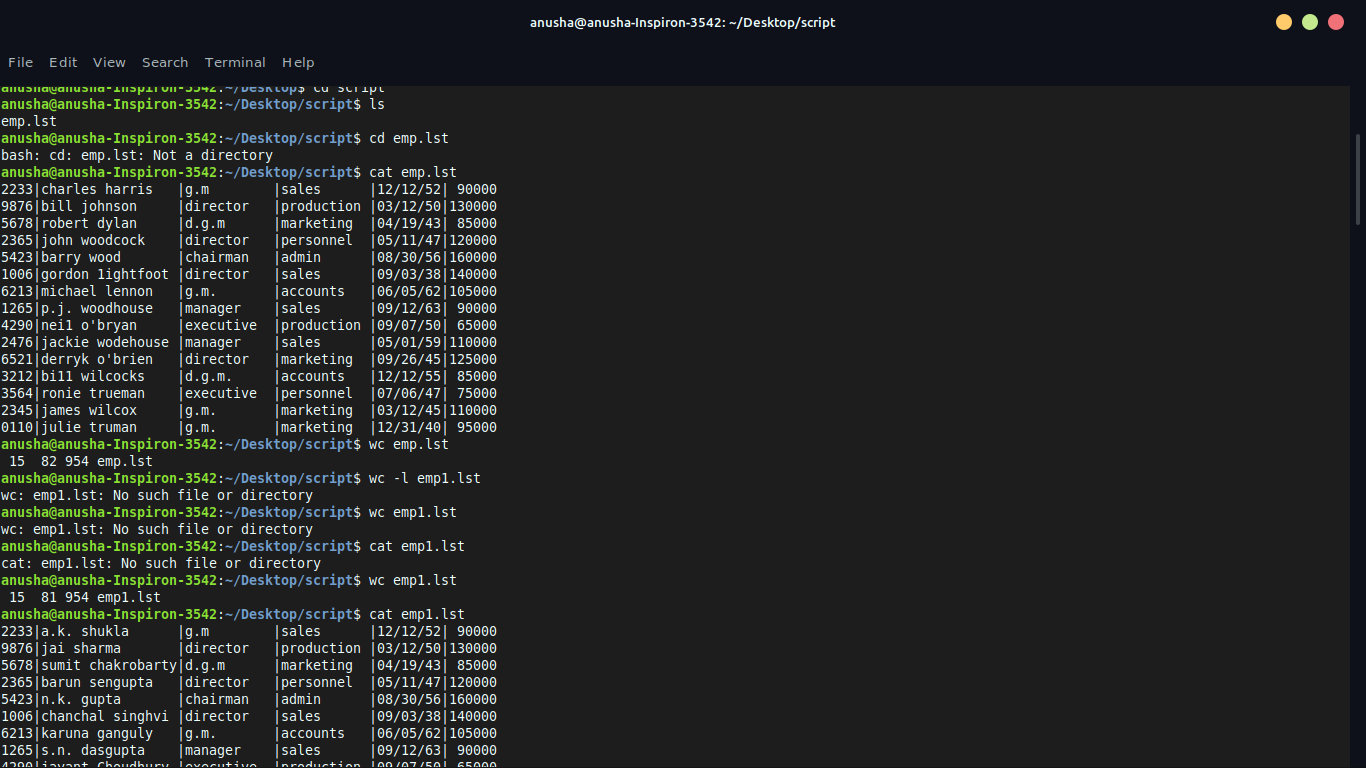 anusha@anusha-Inspiron-3542: ~/Desktop/script
File Edit View Search Terminal Help
anusha@anusha-Inspiron-3542:~/Desktop$ cd script
anusha@anusha-Inspiron-3542:~/Desktop/script$ ls
emp.lst
anusha@anusha-Inspiron-3542:~/Desktop/script$ cd emp.lst
bash: cd: emp.lst: Not a directory
anusha@anusha-Inspiron-3542:~/Desktop/script$ cat emp.lst
2233|charles harris   |g.m       |sales      |12/12/52| 90000
9876|bill johnson     |director  |production |03/12/50|130000
5678|robert dylan     |d.g.m     |marketing  |04/19/43| 85000
2365|john woodcock    |director  |personnel  |05/11/47|120000
5423|barry wood       |chairman  |admin      |08/30/56|160000
1006|gordon 1ightfoot |director  |sales      |09/03/38|140000
6213|michael lennon   |g.m.      |accounts   |06/05/62|105000
1265|p.j. woodhouse   |manager   |sales      |09/12/63| 90000
4290|nei1 o'bryan     |executive |production |09/07/50| 65000
2476|jackie wodehouse |manager   |sales      |05/01/59|110000
6521|derryk o'brien   |director  |marketing  |09/26/45|125000
3212|bi11 wilcocks    |d.g.m.    |accounts   |12/12/55| 85000
3564|ronie trueman    |executive |personnel  |07/06/47| 75000
2345|james wilcox     |g.m.      |marketing  |03/12/45|110000
0110|julie truman     |g.m.      |marketing  |12/31/40| 95000
anusha@anusha-Inspiron-3542:~/Desktop/script$ wc emp.lst
 15  82 954 emp.lst
anusha@anusha-Inspiron-3542:~/Desktop/script$ wc -l emp1.lst
wc: emp1.lst: No such file or directory
anusha@anusha-Inspiron-3542:~/Desktop/script$ wc emp1.lst
wc: emp1.lst: No such file or directory
anusha@anusha-Inspiron-3542:~/Desktop/script$ cat emp1.lst
cat: emp1.lst: No such file or directory
anusha@anusha-Inspiron-3542:~/Desktop/script$ wc emp1.lst
 15  81 954 emp1.lst
anusha@anusha-Inspiron-3542:~/Desktop/script$ cat emp1.lst
2233|a.k. shukla      |g.m       |sales      |12/12/52| 90000
9876|jai sharma       |director  |production |03/12/50|130000
5678|sumit chakrobarty|d.g.m     |marketing  |04/19/43| 85000
2365|barun sengupta   |director  |personnel  |05/11/47|120000
5423|n.k. gupta       |chairman  |admin      |08/30/56|160000
1006|chanchal singhvi |director  |sales      |09/03/38|140000
6213|karuna ganguly   |g.m.      |accounts   |06/05/62|105000
1265|s.n. dasgupta    |manager   |sales      |09/12/63| 90000
4290|jayant Choudhury |executive |production |09/07/50| 65000